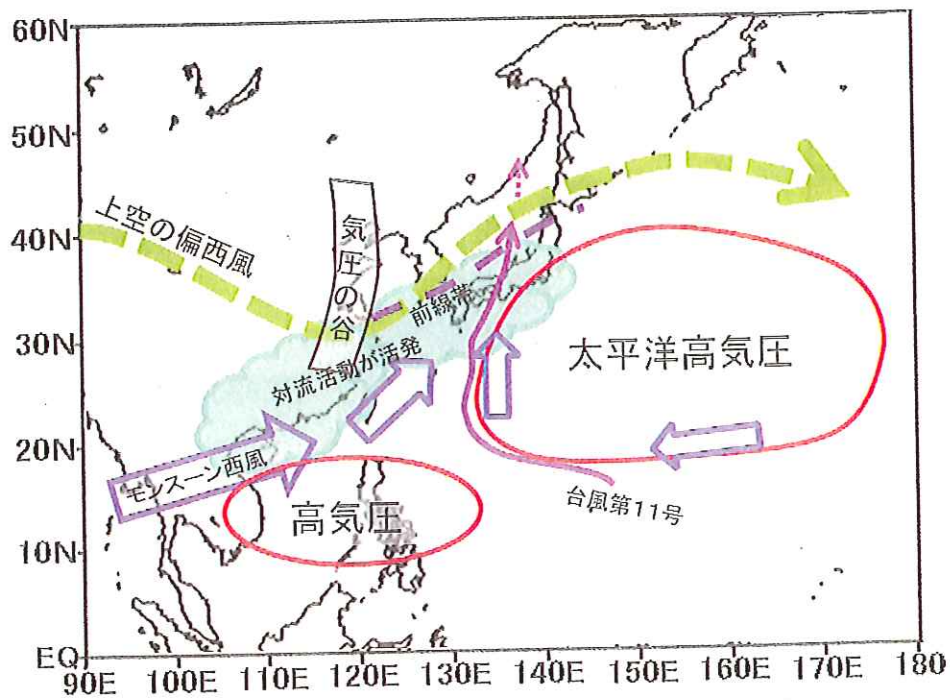 60N
50N
40N
30N
20N
10N
EQ
上空の偏西風
気圧の谷
前線帯
対流活動が活発
太平洋高気圧
モンスーン西風
高気圧
台風第11号
90E 100E 110E 120E 130E 140E 150E 160E 170E 180